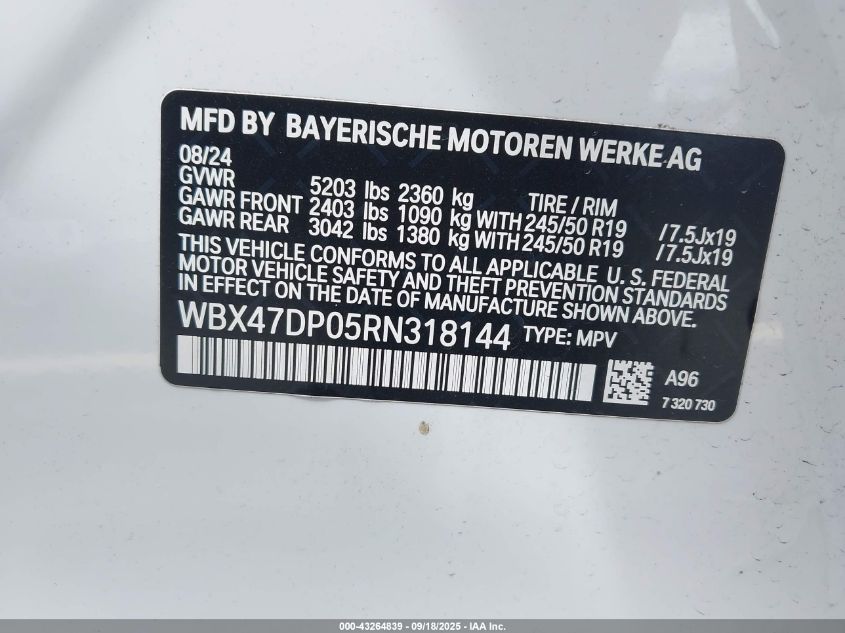 MFD BY BAYERISCHE MOTOREN WERKE AG
08/24
GVWR 5203 lbs 2360 kg TIRE / RIM
GAWR FRONT 2403 lbs 1090 kg WITH 245/50 R19 /7.5Jx19
GAWR REAR 3042 lbs 1380 kg WITH 245/50 R19 /7.5Jx19
THIS VEHICLE CONFORMS TO ALL APPLICABLE U. S. FEDERAL
MOTOR VEHICLE SAFETY AND THEFT PREVENTION STANDARDS
IN EFFECT ON THE DATE OF MANUFACTURE SHOWN ABOVE.
WBX47DP05RN318144 TYPE: MPV
A96
7 320 730
000-43264839 - 09/18/2025 - IAA Inc.